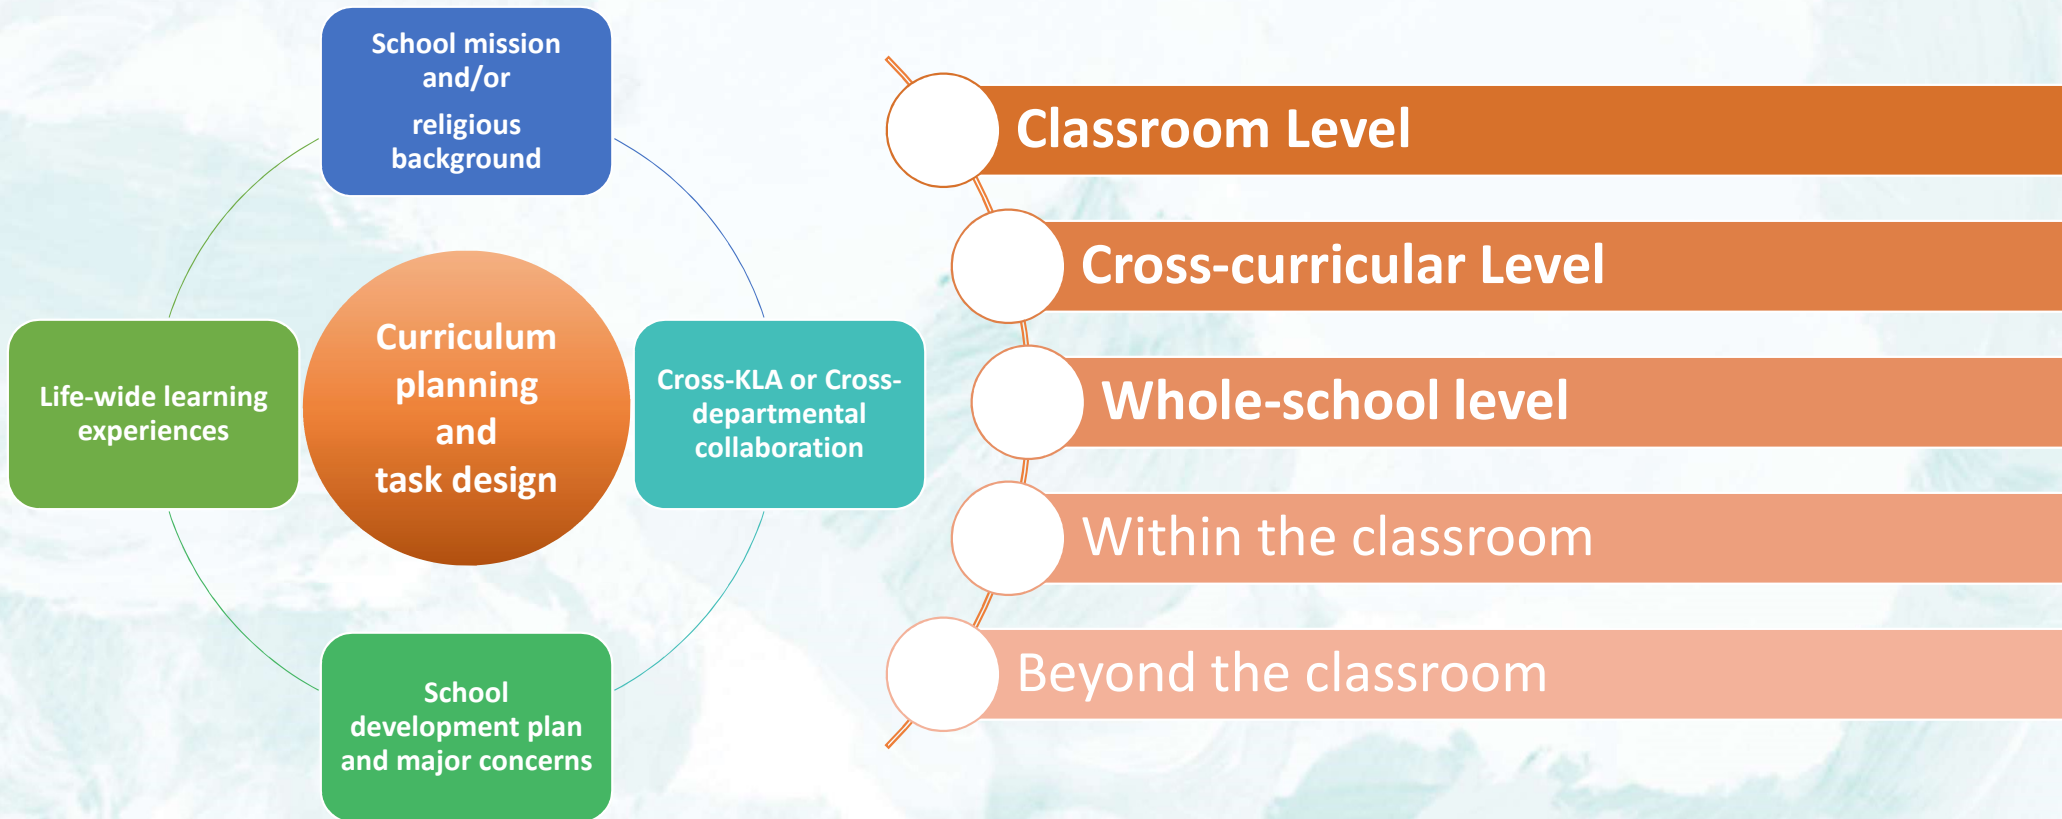 School mission
and/or
religious
background
Life-wide learning
experiences
Curriculum
planning
and
task design
Cross-KLA or Cross-
departmental
collaboration
School
development plan
and major concerns
Classroom Level
Cross-curricular Level
Whole-school level
Within the classroom
Beyond the classroom